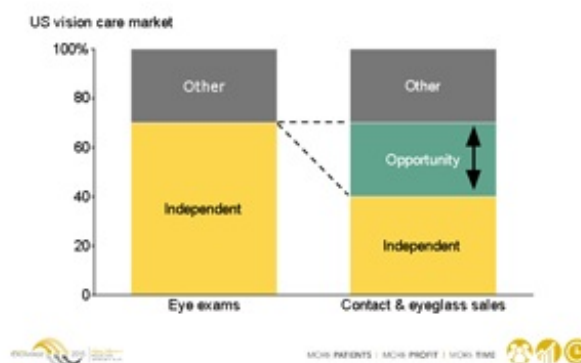 US vision care market
100%
80
60
40
20
0
Other
Independent
Other
Opportunity
Independent
Eye exams
Contact & eyeglass sales
MORE PATIENTS | MORE PROFIT | MORE TIME